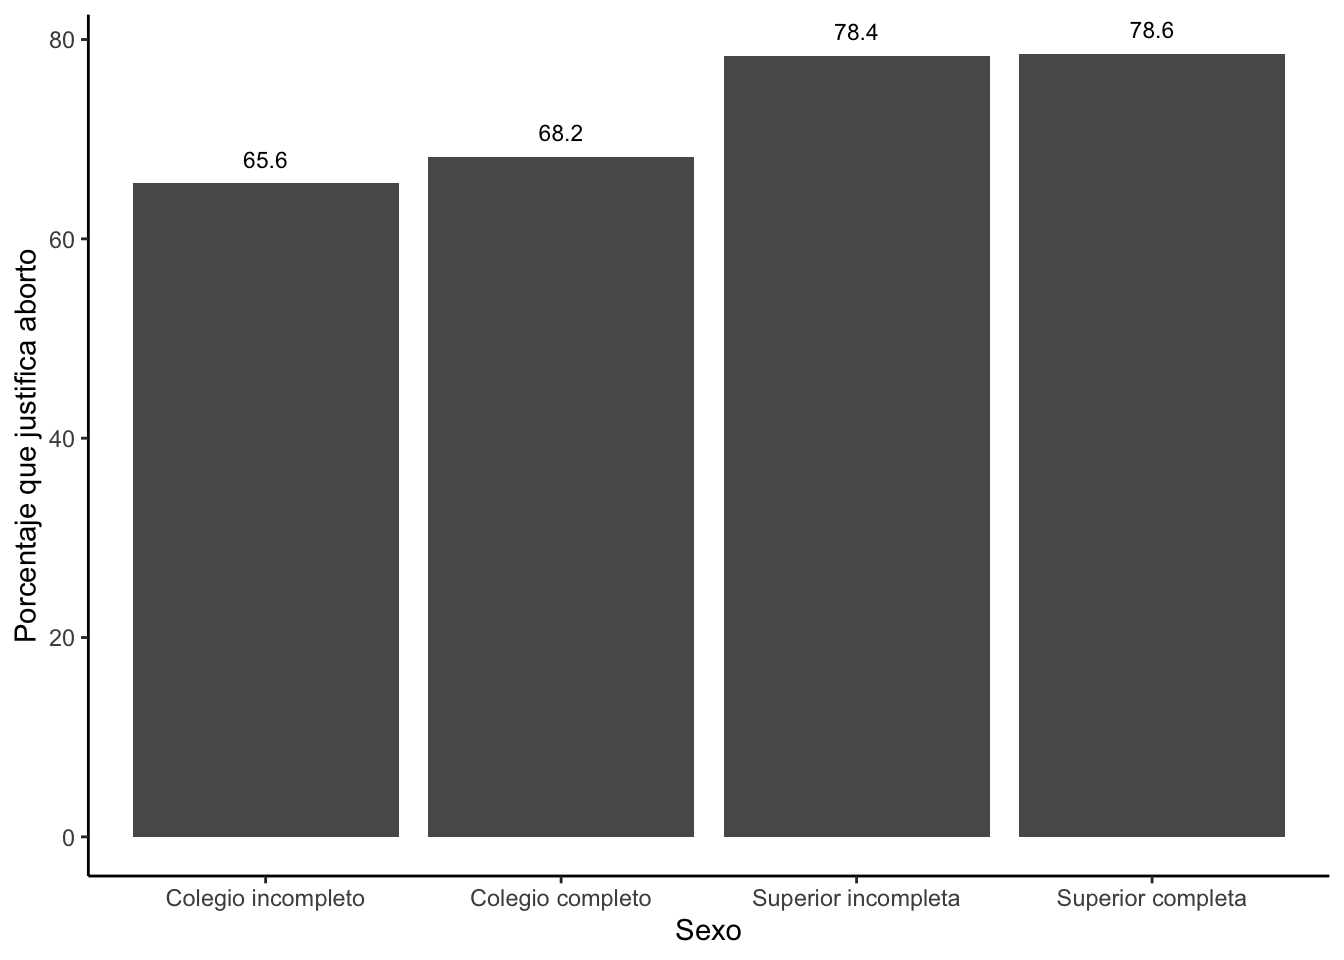 Porcentaje que justifica aborto
80
60
40
20
0
65.6
68.2
78.4
78.6
Colegio incompleto
Colegio completo
Superior incompleta
Superior completa
Sexo